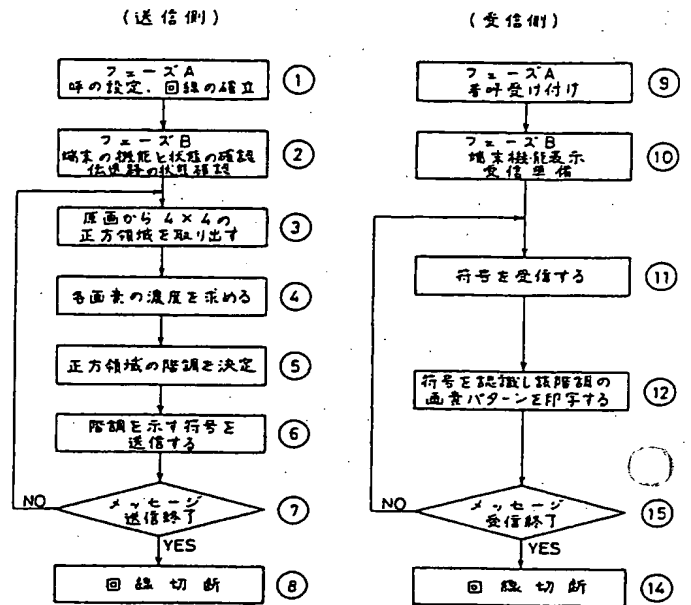 (送信側)
フェーズA
呼の設定、回線の確立
①
フェーズB
端末の機能と状態の確認
伝送路の状態確認
②
原画から4×4の
正方領域を取り出す
③
各画素の濃度を求める
④
正方領域の階調を決定
⑤
階調を示す符号を
送信する
⑥
メッセージ
送信終了
⑦
NO
YES
回線切断
⑧
(受信側)
フェーズA
着呼受け付け
⑨
フェーズB
端末機能表示
受信準備
⑩
符号を受信する
⑪
符号を認識し該階調の
画素パターンを印字する
⑫
メッセージ
受信終了
⑮
NO
YES
回線切断
⑭